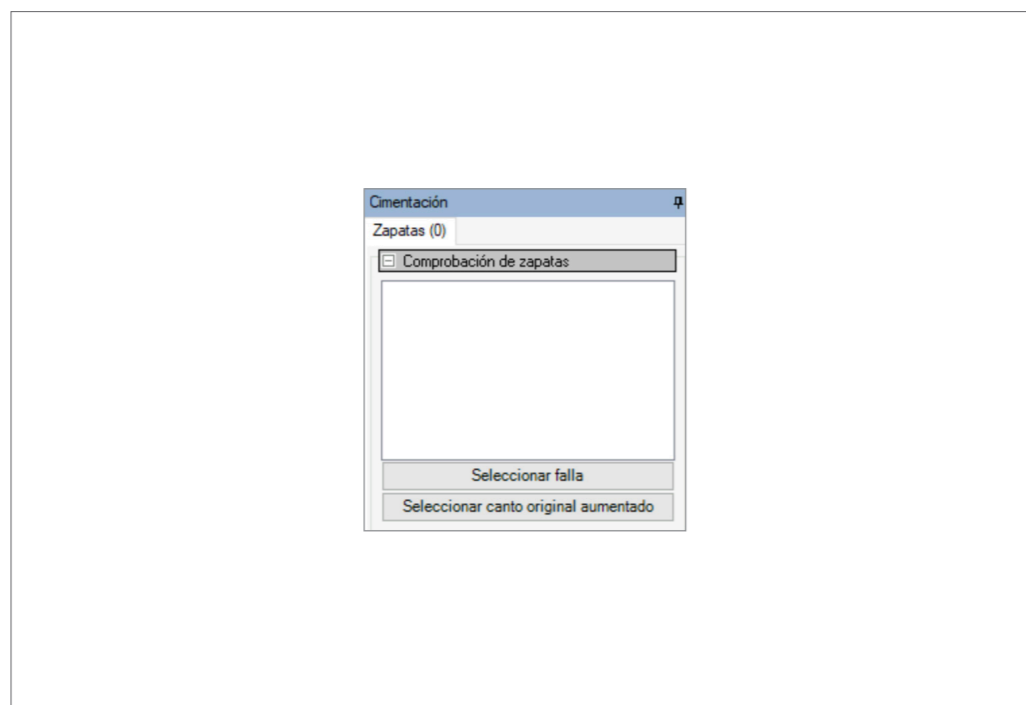 Cimentación
Zapatas (0)
Comprobación de zapatas
Seleccionar falla
Seleccionar canto original aumentado